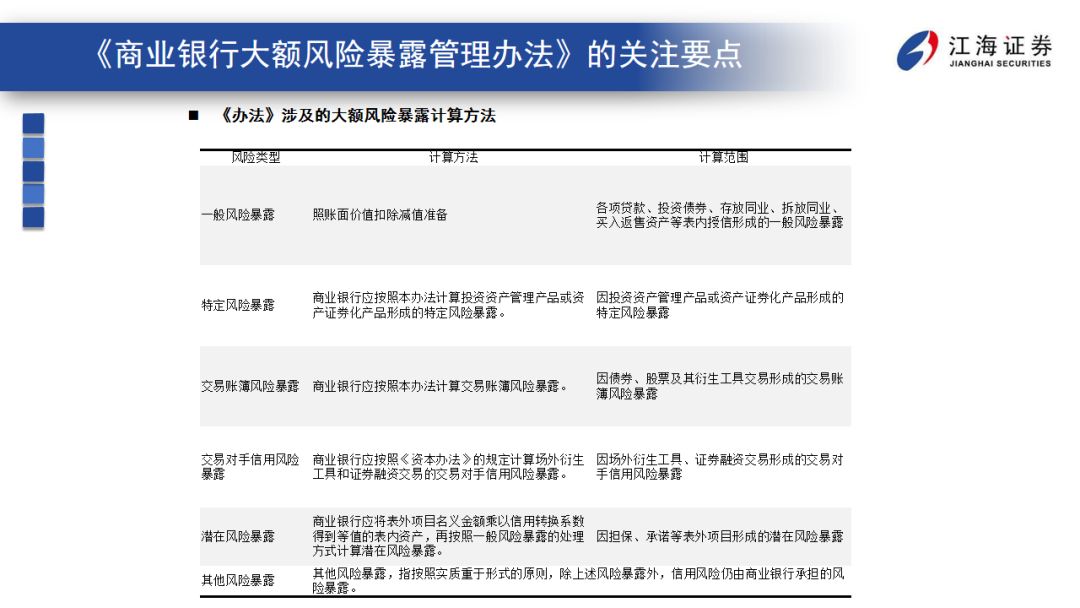 《商业银行大额风险暴露管理办法》的关注要点
江海证券
JIANGHAI SECURITIES
■ 《办法》涉及的大额风险暴露计算方法
风险类型 计算方法 计算范围
一般风险暴露 照账面价值扣除减值准备
各项贷款、投资债券、存放同业、拆放同业、
买入返售资产等表内授信形成的一般风险暴露
特定风险暴露
商业银行应按照本办法计算投资资产管理产品或资
产证券化产品形成的特定风险暴露。
因投资资产管理产品或资产证券化产品形成的
特定风险暴露
交易账簿风险暴露 商业银行应按照本办法计算交易账簿风险暴露。
因债券、股票及其衍生工具交易形成的交易账
簿风险暴露
交易对手信用风险
暴露
商业银行应按照《资本办法》的规定计算场外衍生
工具和证券融资交易的交易对手信用风险暴露。
因场外衍生工具、证券融资交易形成的交易对
手信用风险暴露
潜在风险暴露
商业银行应将表外项目名义金额乘以信用转换系数
得到等值的表内资产，再按照一般风险暴露的处理
方式计算潜在风险暴露。
因担保、承诺等表外项目形成的潜在风险暴露
其他风险暴露
其他风险暴露，指按照实质重于形式的原则，除上述风险暴露外，信用风险仍由商业银行承担的风
险暴露。